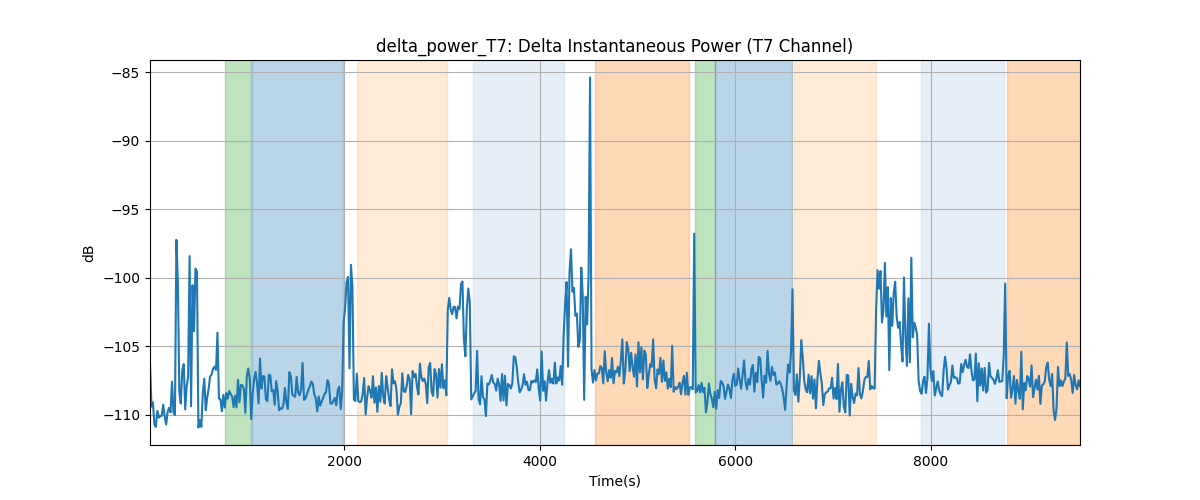 delta_power_T7: Delta Instantaneous Power (T7 Channel)
−85
−90
−95
−100
−105
−110
dB
2000 4000 6000 8000
Time(s)